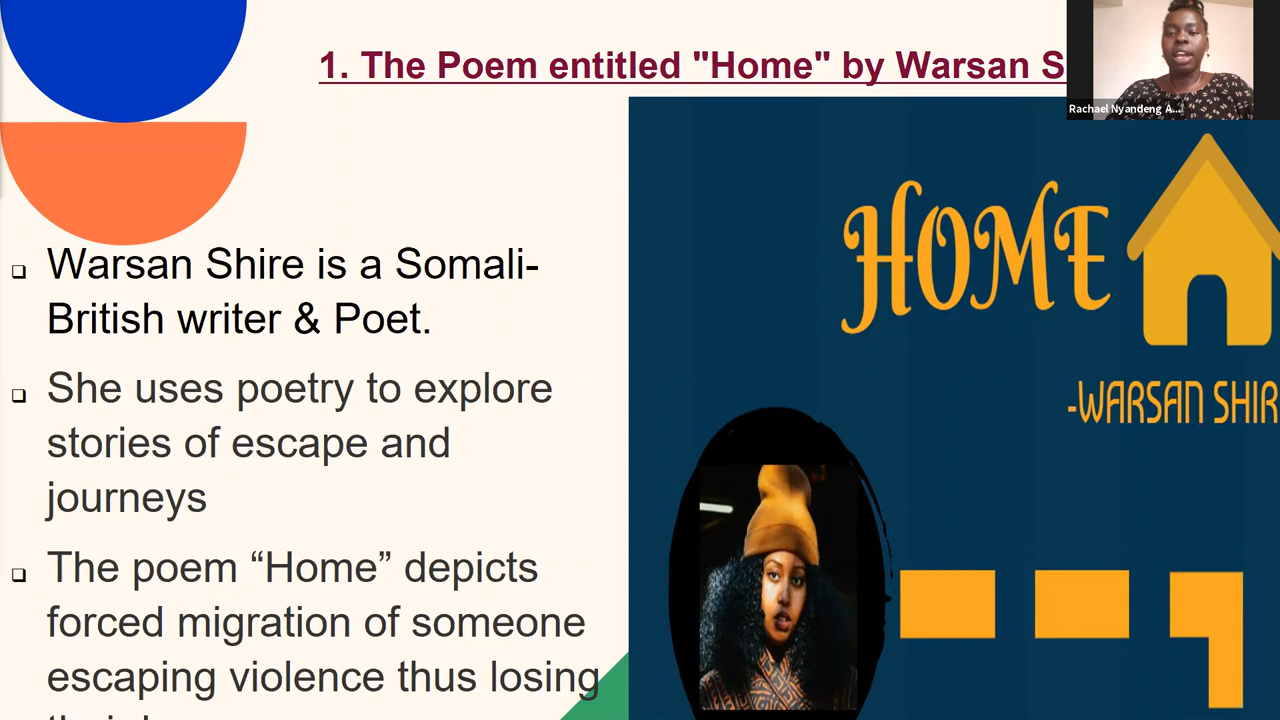 1. The Poem entitled "Home" by Warsan S
Rachael Nyandeng A...
Warsan Shire is a Somali-
British writer & Poet.
She uses poetry to explore
stories of escape and
journeys
The poem “Home” depicts
forced migration of someone
escaping violence thus losing
HOME
-WARSAN SHIR